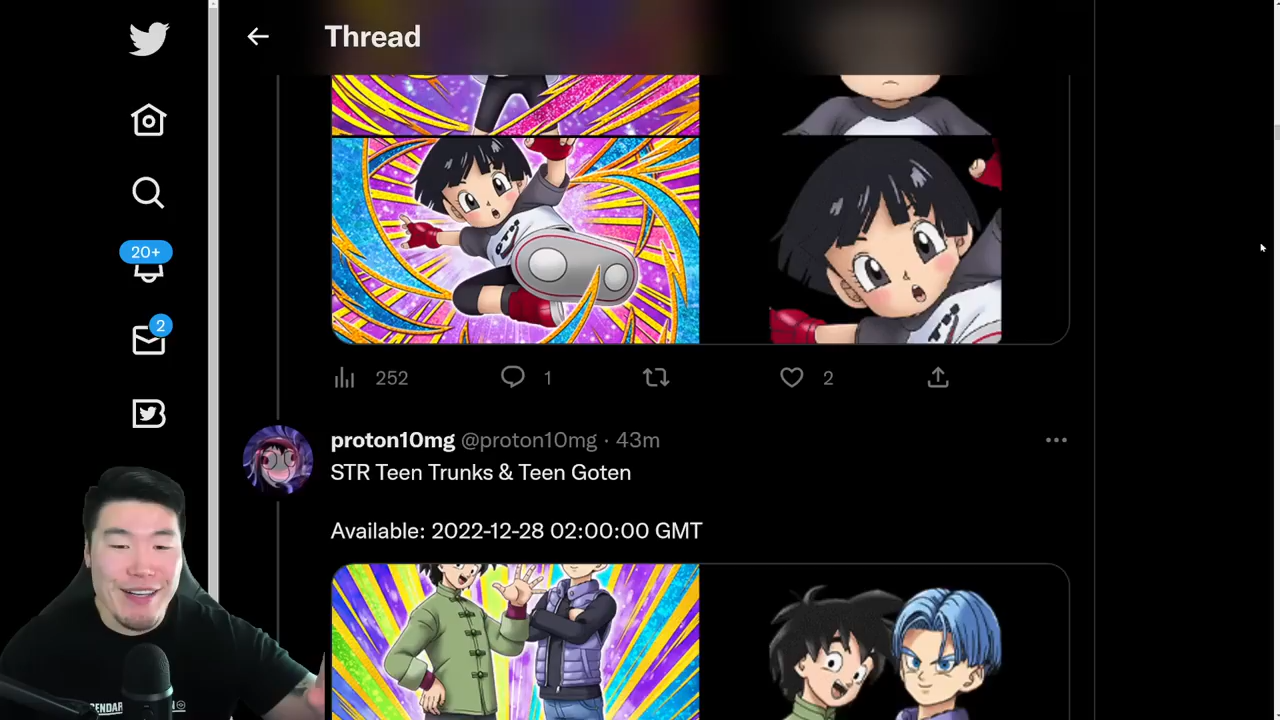 Thread
20+
2
252
1
2
proton10mg @proton10mg · 43m
STR Teen Trunks & Teen Goten
Available: 2022-12-28 02:00:00 GMT